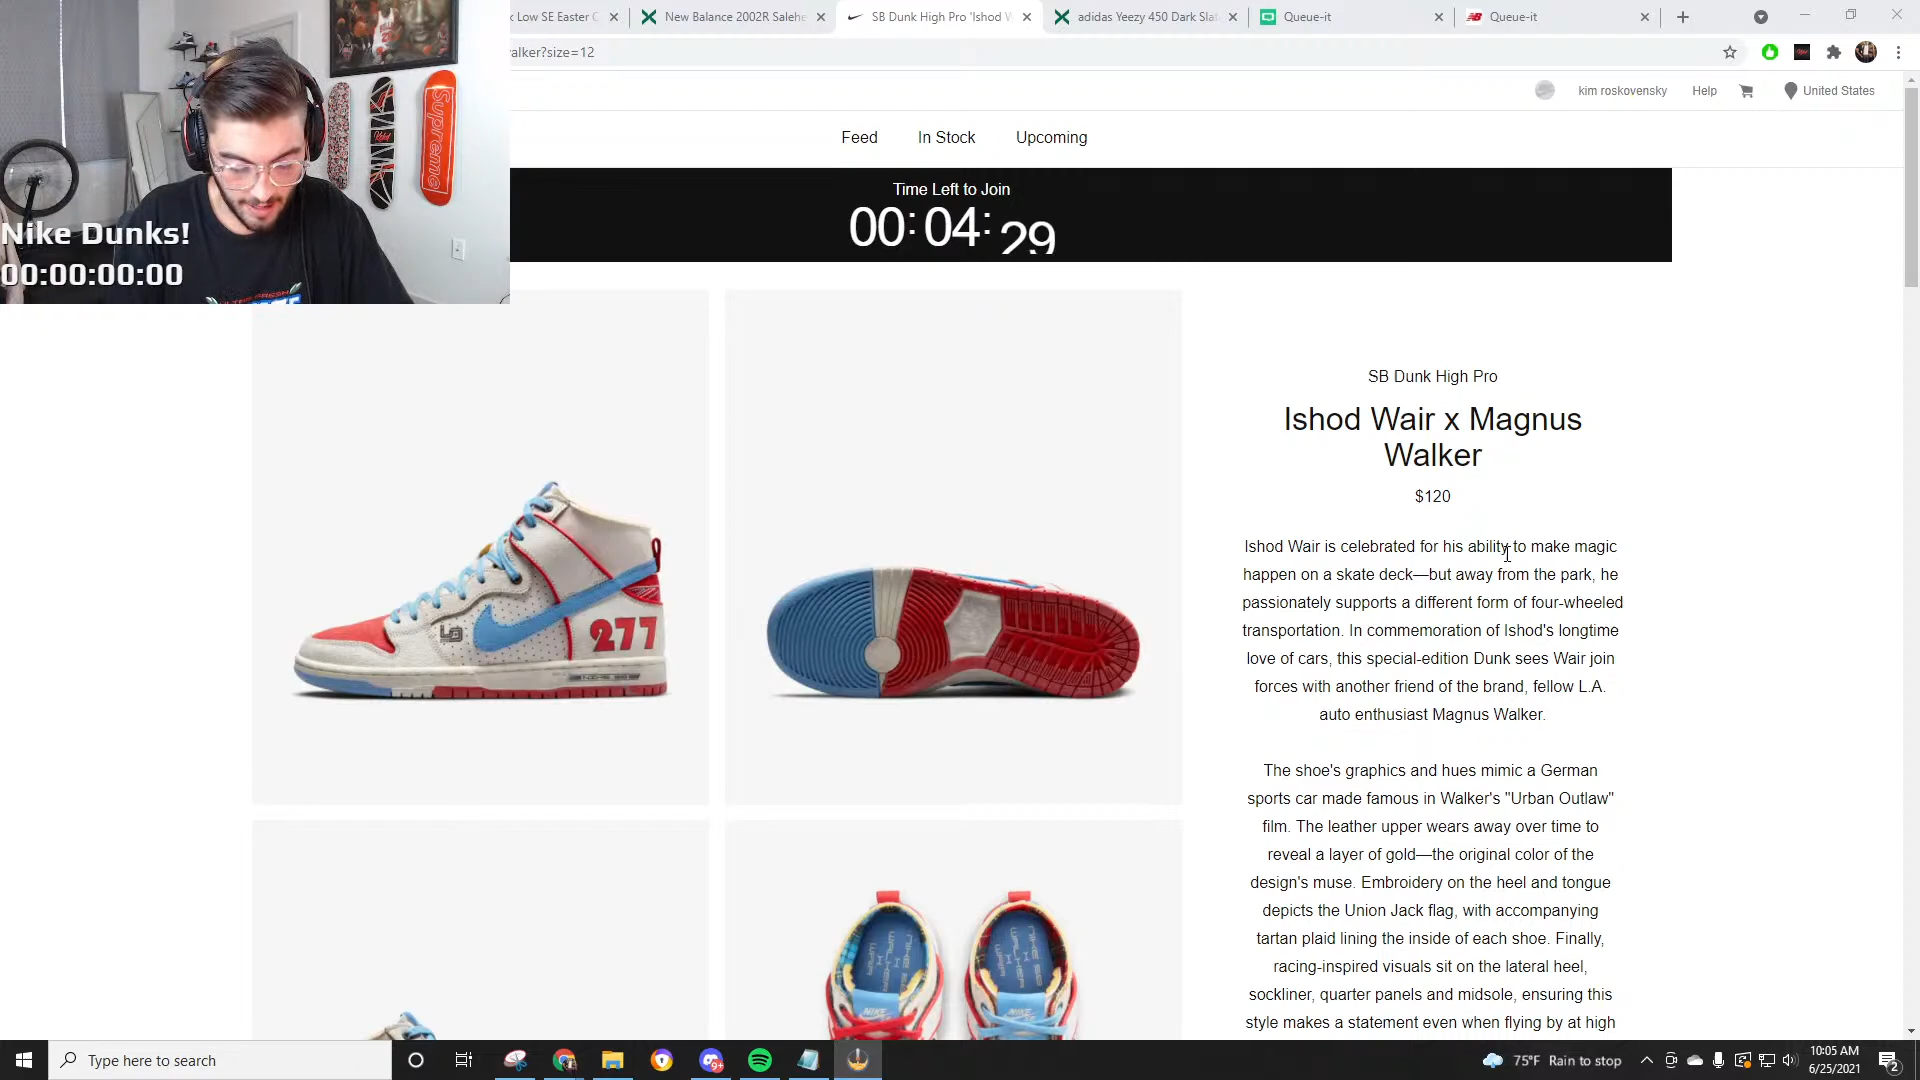 k Low SE Easter
New Balance 2002R Salehe
SB Dunk High Pro 'Ishod W
adidas Yeezy 450 Dark Slat
Queue-it
Queue-it
alker?size=12
kim roskovensky
Help
United States
Feed
In Stock
Upcoming
Time Left to Join
00:04:29
Supreme
Nike Dunks!
00:00:00:00
SB Dunk High Pro
Ishod Wair x Magnus
Walker
$120
Ishod Wair is celebrated for his ability to make magic
happen on a skate deck—but away from the park, he
passionately supports a different form of four-wheeled
transportation. In commemoration of Ishod's longtime
love of cars, this special-edition Dunk sees Wair join
forces with another friend of the brand, fellow L.A.
auto enthusiast Magnus Walker.
277
The shoe's graphics and hues mimic a German
sports car made famous in Walker's "Urban Outlaw"
film. The leather upper wears away over time to
reveal a layer of gold—the original color of the
design's muse. Embroidery on the heel and tongue
depicts the Union Jack flag, with accompanying
tartan plaid lining the inside of each shoe. Finally,
racing-inspired visuals sit on the lateral heel,
sockliner, quarter panels and midsole, ensuring this
style makes a statement even when flying by at high
Type here to search
75°F Rain to stop
10:05 AM
6/25/2021
2